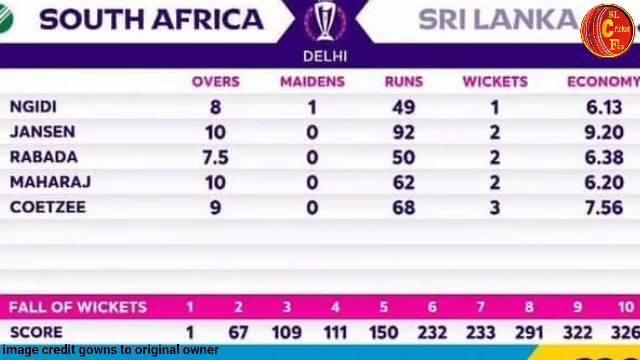 SOUTH AFRICA SRI LANKA
SL
Cricket
Fics
DELHI
OVERS MAIDENS RUNS WICKETS ECONOMY
NGIDI 8 1 49 1 6.13
JANSEN 10 0 92 2 9.20
RABADA 7.5 0 50 2 6.38
MAHARAJ 10 0 62 2 6.20
COETZEE 9 0 68 3 7.56
FALL OF WICKETS 1 2 3 4 5 6 7 8 9 10
SCORE 1 67 109 111 150 232 233 291 322 326
image credit gowns to original owner